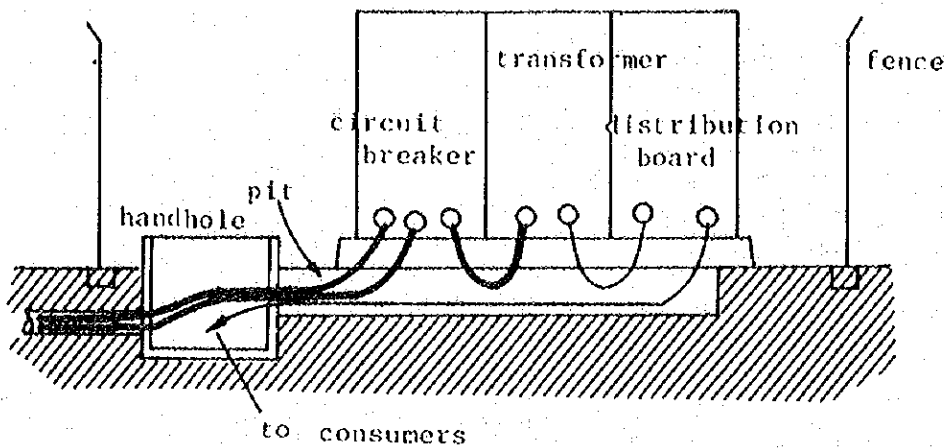 transformer
fence
circuit
breaker
distribution
board
pit
handhole
to consumers